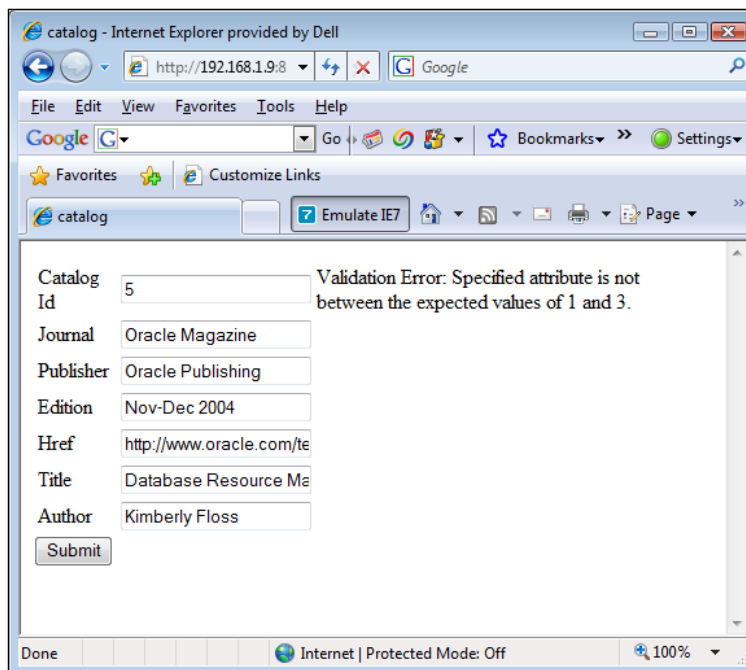 catalog - Internet Explorer provided by Dell
http://192.168.1.9:8
Google
File Edit View Favorites Tools Help
Google G Go Bookmarks Settings
Favorites Customize Links
catalog
7 Emulate IE7 Page
Catalog Id 5 Validation Error: Specified attribute is not
between the expected values of 1 and 3.
Journal Oracle Magazine
Publisher Oracle Publishing
Edition Nov-Dec 2004
Href http://www.oracle.com/te
Title Database Resource Ma
Author Kimberly Floss
Submit
Done Internet | Protected Mode: Off 100%